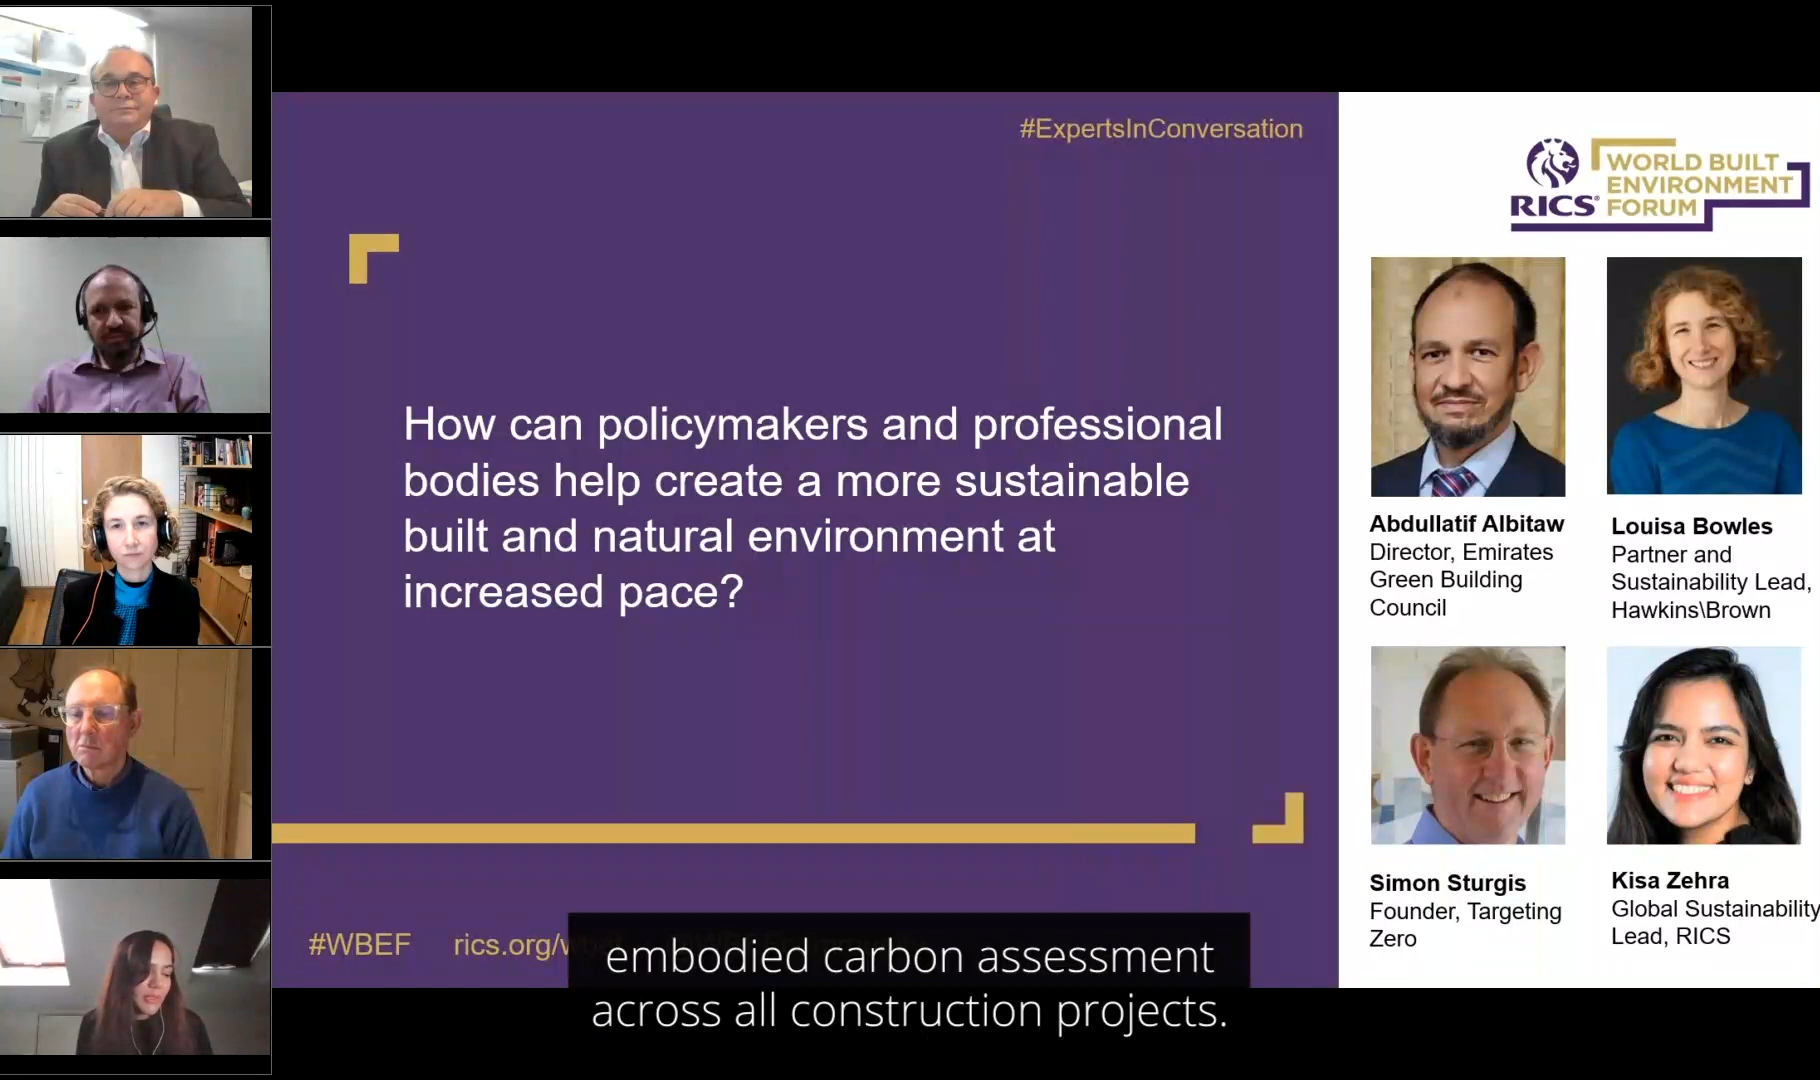 #ExpertsInConversation
How can policymakers and professional
bodies help create a more sustainable
built and natural environment at
increased pace?
#WBEF rics.org/w
RICS
WORLD BUILT
ENVIRONMENT
FORUM
Abdullatif Albitaw
Director, Emirates
Green Building
Council
Louisa Bowles
Partner and
Sustainability Lead,
Hawkins\Brown
Simon Sturgis
Founder, Targeting
Zero
Kisa Zehra
Global Sustainability
Lead, RICS
embodied carbon assessment
across all construction projects.